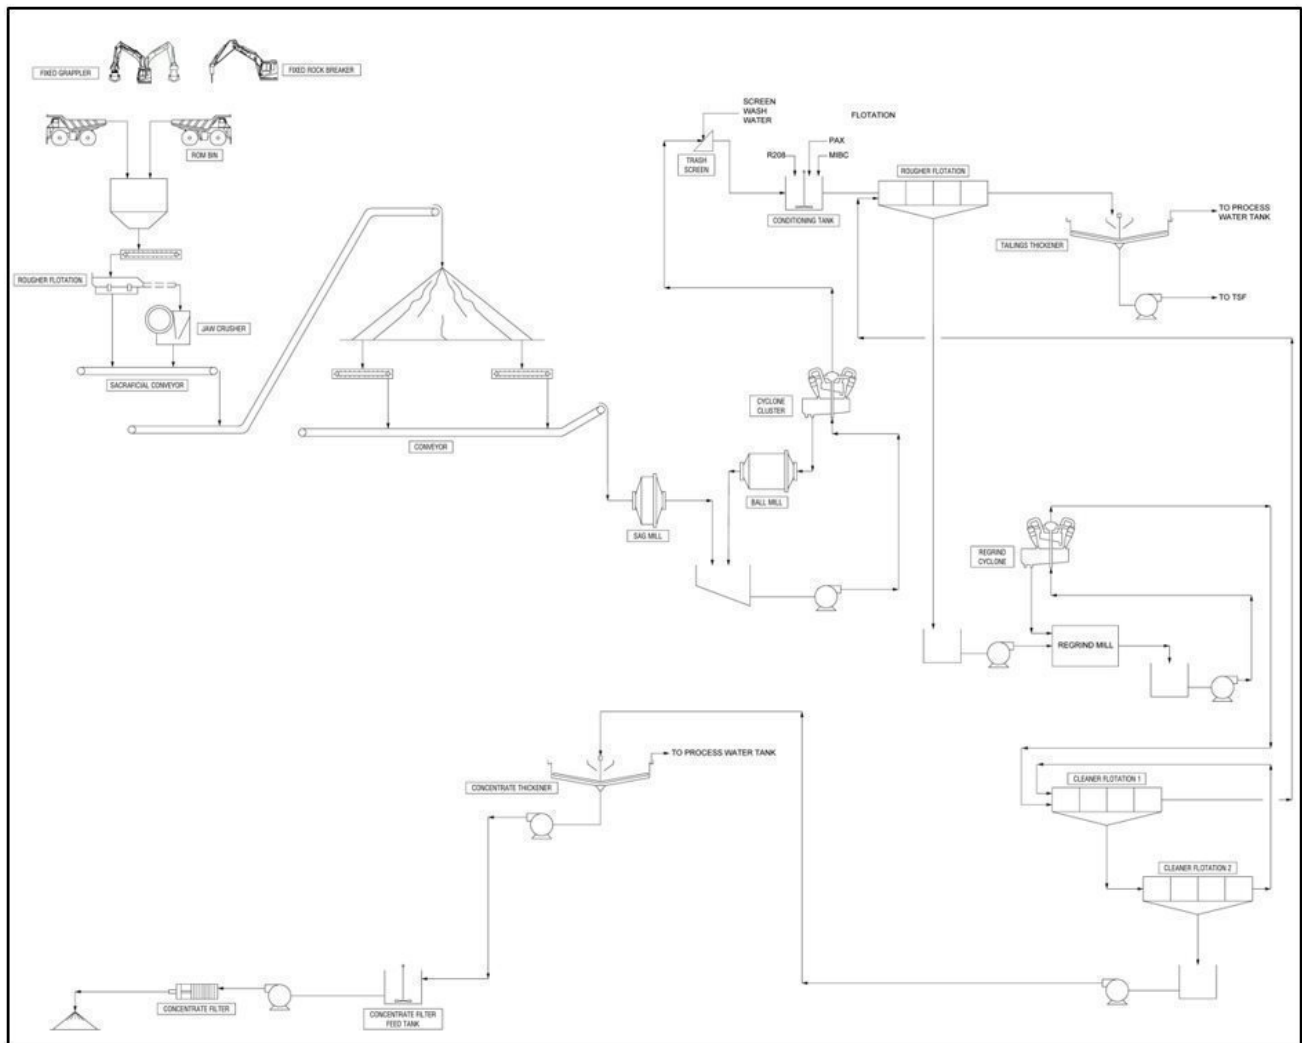 FIXED GRAPPLER
FIXED ROCK BREAKER
ROM BIN
ROUGHER FLOTATION
JAW CRUSHER
SACRAFICIAL CONVEYOR
CONVEYOR
SAG MILL
BALL MILL
CYCLONE
CLUSTER
SCREEN
WASH
WATER
TRASH
SCREEN
FLOTATION
R208
PAX
MIBC
CONDITIONING TANK
ROUGHER FLOTATION
TO PROCESS
WATER TANK
TAILINGS THICKENER
TO TSF
REGRIND
CYCLONE
REGRIND MILL
CLEANER FLOTATION 1
CLEANER FLOTATION 2
TO PROCESS WATER TANK
CONCENTRATE THICKENER
CONCENTRATE FILTER
FEED TANK
CONCENTRATE FILTER